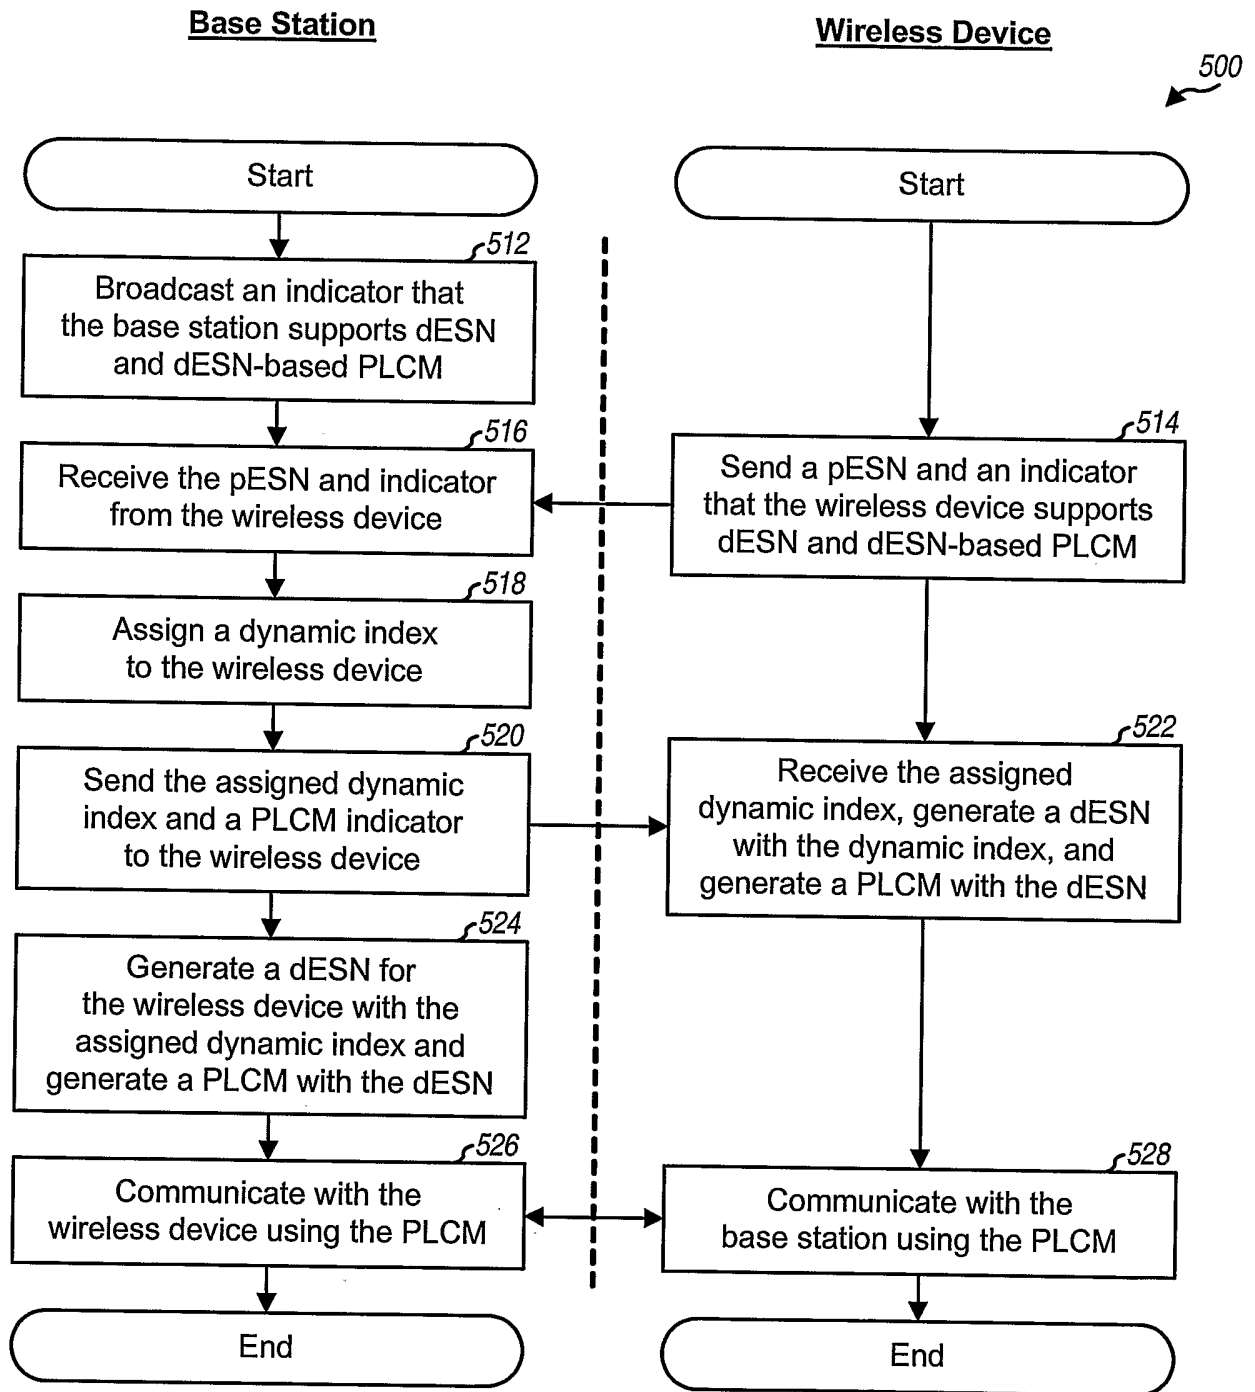 Base Station
Wireless Device
500
Start
Start
512
Broadcast an indicator that
the base station supports dESN
and dESN-based PLCM
516
Receive the pESN and indicator
from the wireless device
514
Send a pESN and an indicator
that the wireless device supports
dESN and dESN-based PLCM
518
Assign a dynamic index
to the wireless device
520
Send the assigned dynamic
index and a PLCM indicator
to the wireless device
522
Receive the assigned
dynamic index, generate a dESN
with the dynamic index, and
generate a PLCM with the dESN
524
Generate a dESN for
the wireless device with the
assigned dynamic index and
generate a PLCM with the dESN
526
Communicate with the
wireless device using the PLCM
528
Communicate with the
base station using the PLCM
End
End